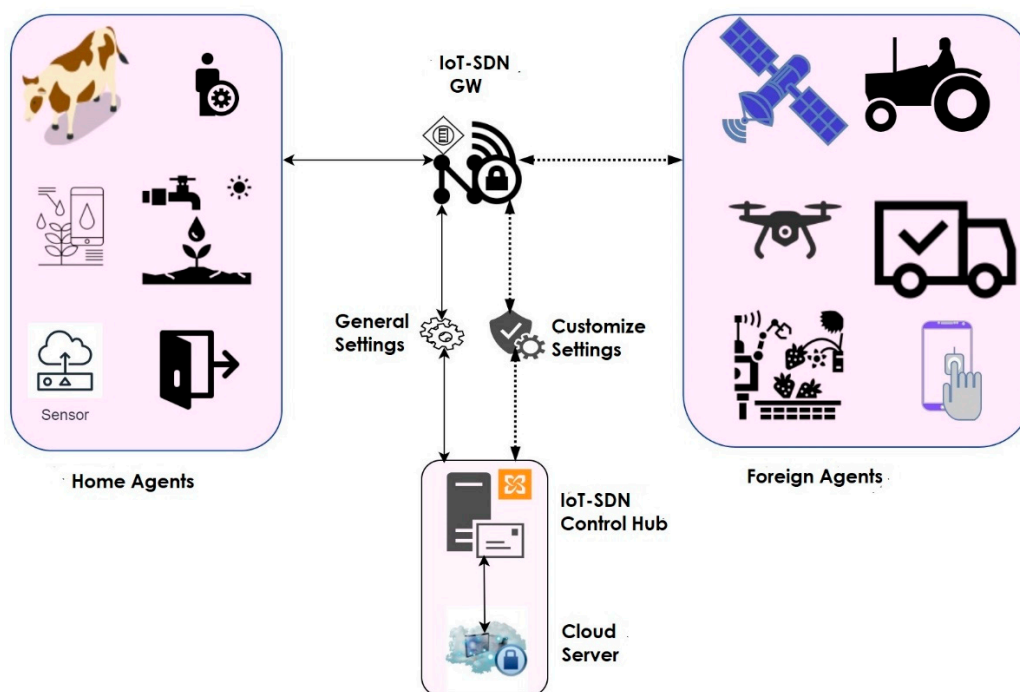 IoT-SDN
GW
General
Settings
Customize
Settings
Sensor
Home Agents
Foreign Agents
IoT-SDN
Control Hub
Cloud
Server